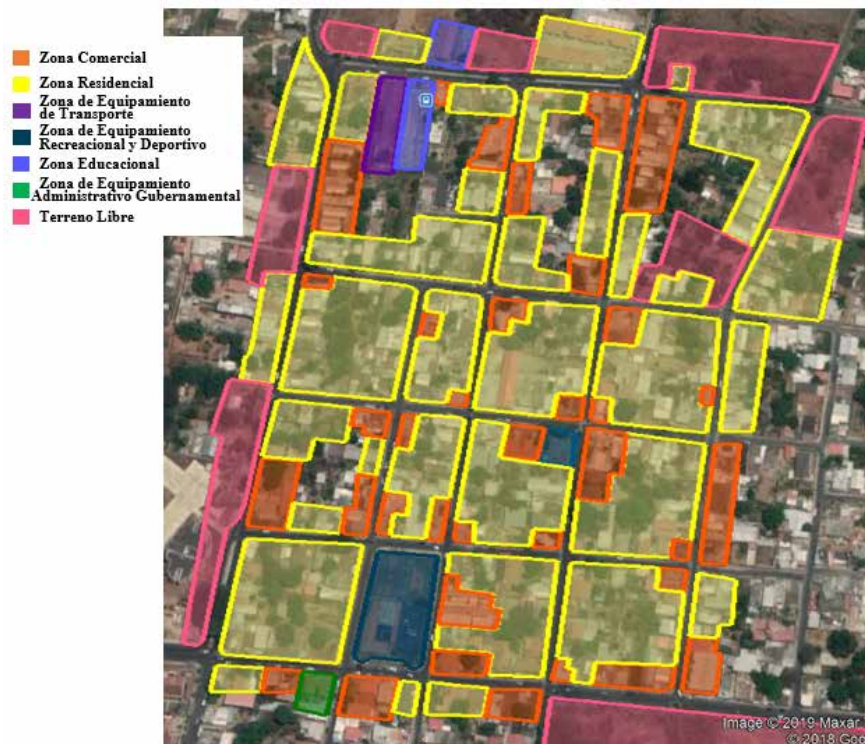 Zona Comercial
Zona Residencial
Zona de Equipamiento
de Transporte
Zona de Equipamiento
Recreacional y Deportivo
Zona Educacional
Zona de Equipamiento
Administrativo Gubernamental
Terreno Libre
Image © 2019 Maxar
© 2018 Goo